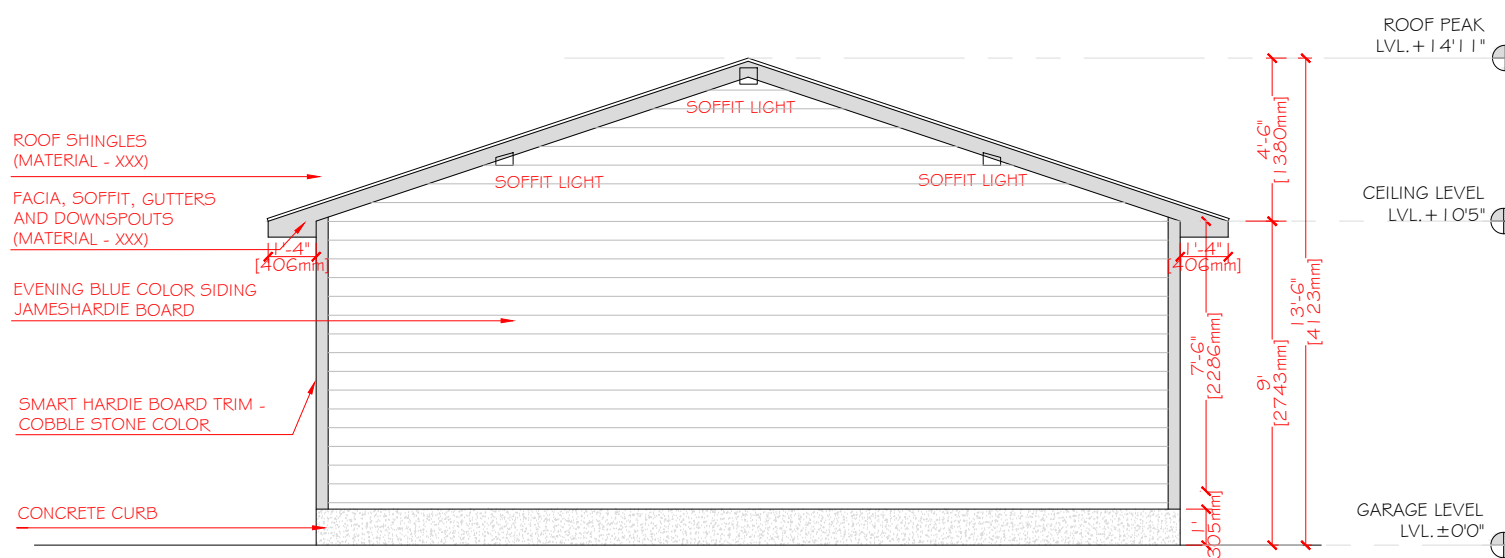 ROOF PEAK
LVL.+14'11"
SOFFIT LIGHT
ROOF SHINGLES
(MATERIAL - XXX)
4'-6"
[1380mm]
SOFFIT LIGHT
SOFFIT LIGHT
FACIA, SOFFIT, GUTTERS
AND DOWNSPOUTS
(MATERIAL - XXX)
CEILING LEVEL
LVL.+10'5"
1'-4"
[406mm]
1'-4"
[406mm]
EVENING BLUE COLOR SIDING
JAMESHARDIE BOARD
13'-6"
[4123mm]
7'-6"
[2286mm]
9'
[2743mm]
SMART HARDIE BOARD TRIM -
COBBLE STONE COLOR
CONCRETE CURB
1'
305mm]
GARAGE LEVEL
LVL.±0'0"